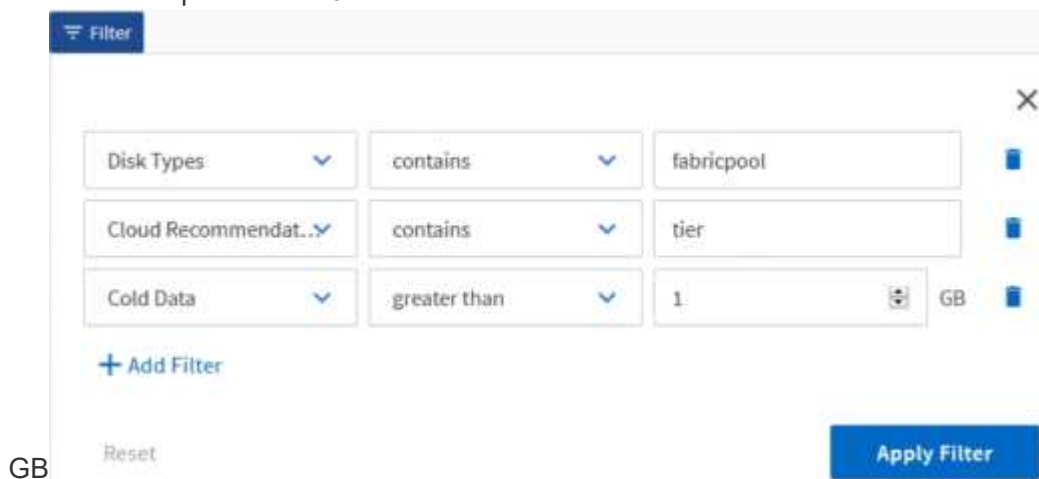 Filter
Disk Types contains fabricpool
Cloud Recommendat.. contains tier
Cold Data greater than 1 GB
+ Add Filter
Reset Apply Filter
GB